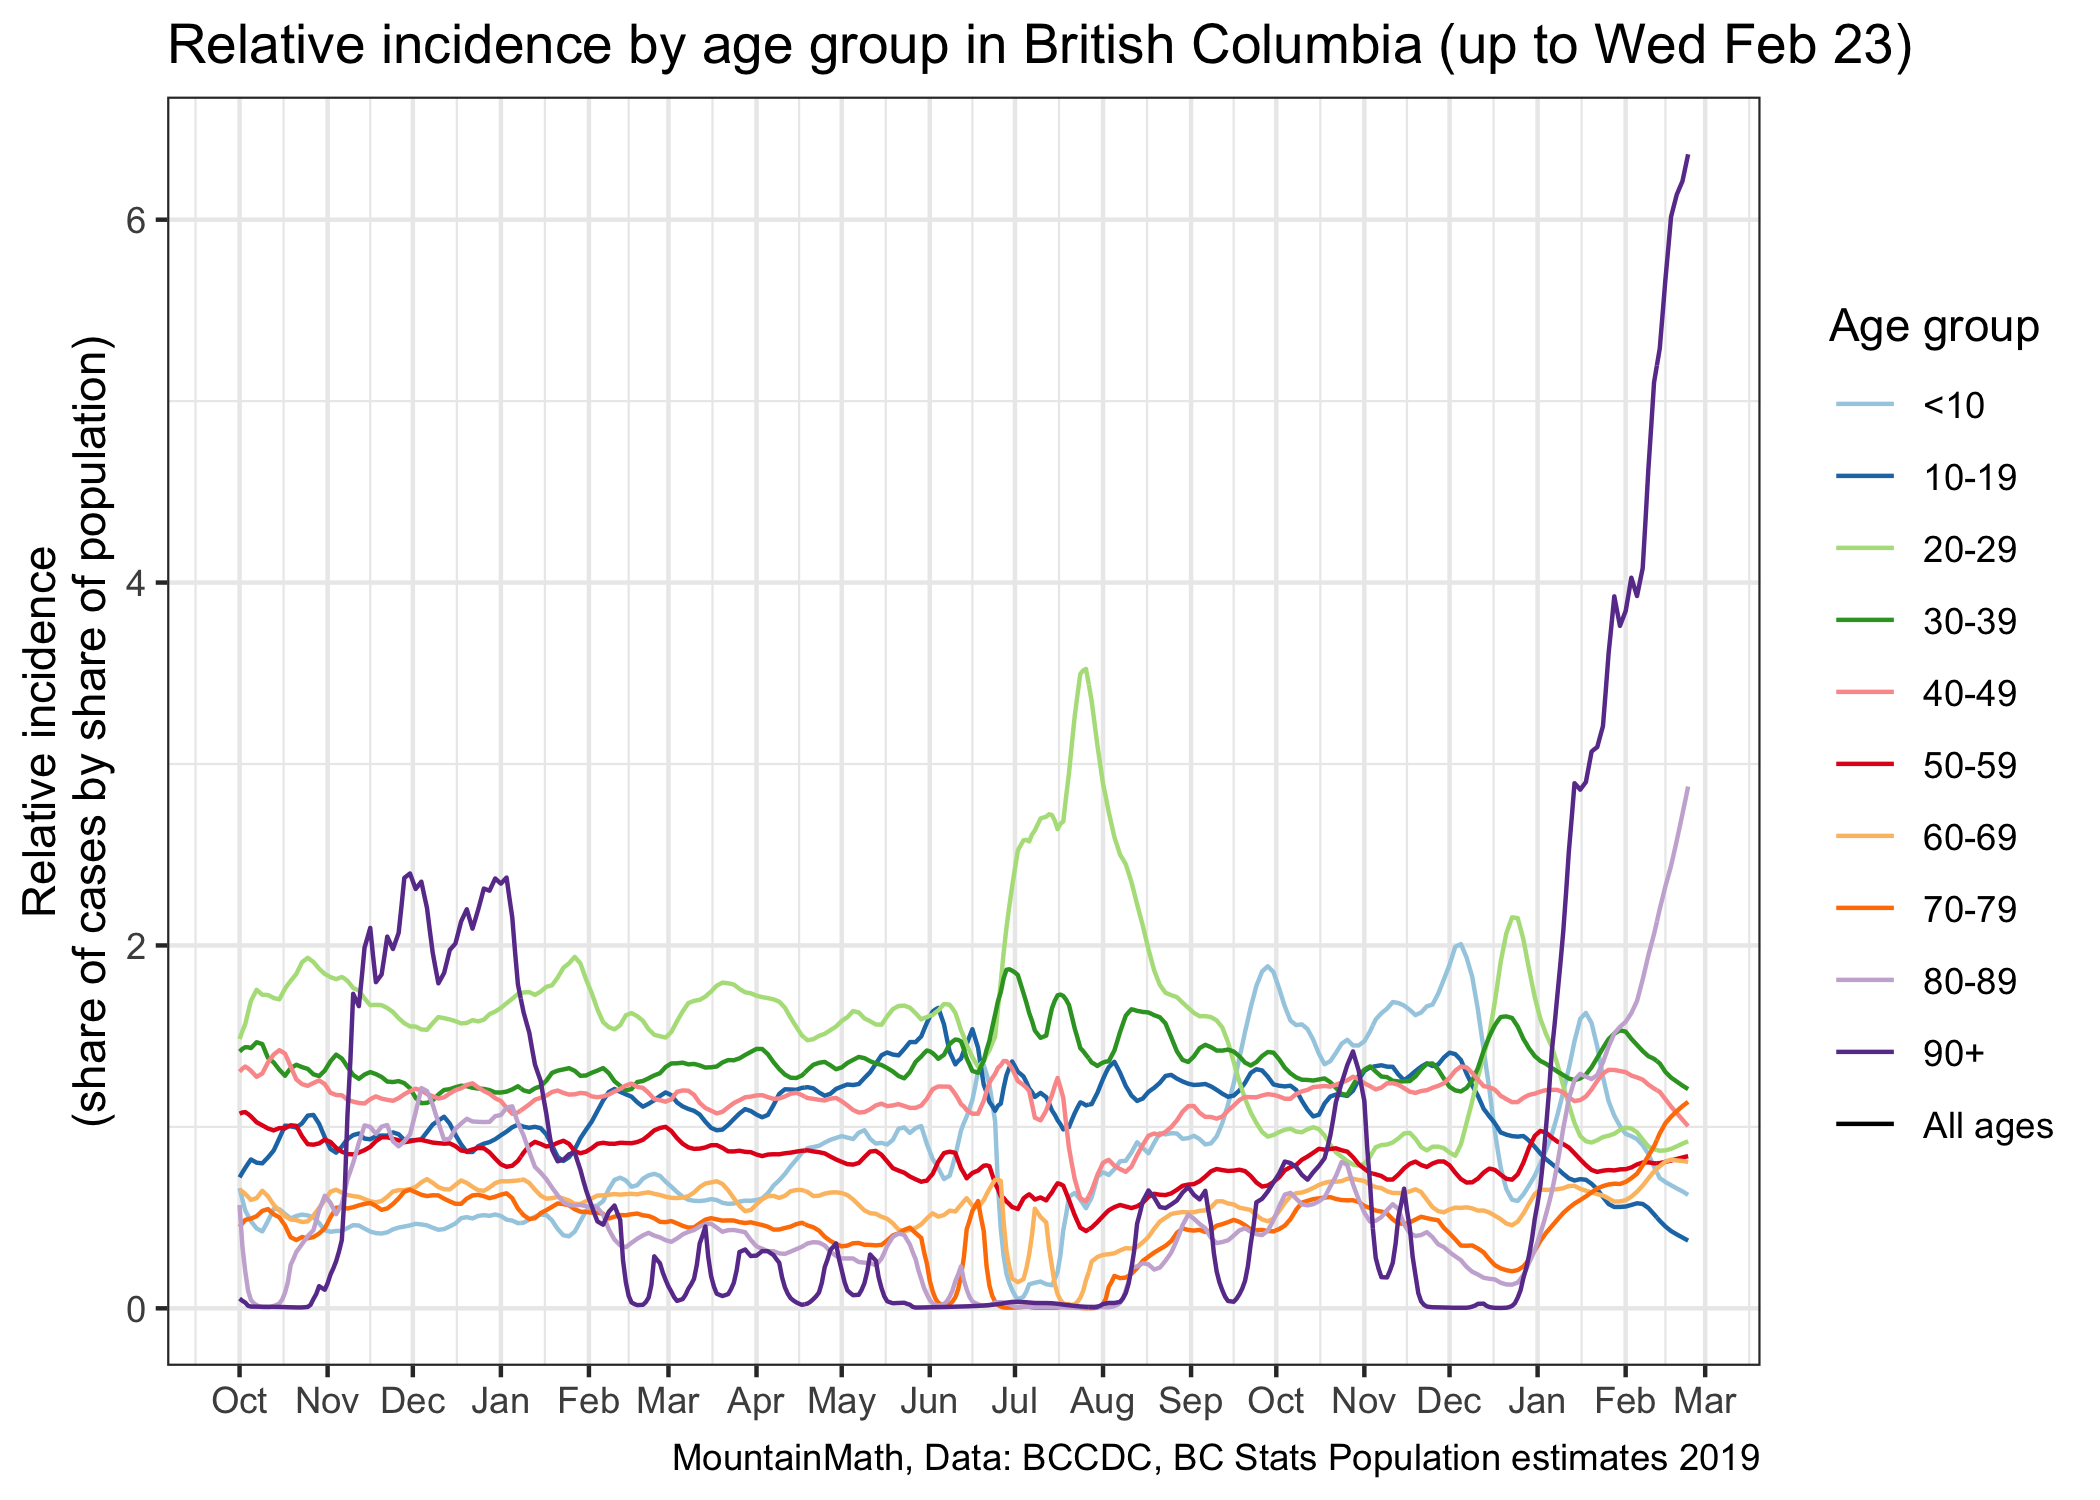 Relative incidence by age group in British Columbia (up to Wed Feb 23)
Relative incidence
(share of cases by share of population)
6
4
2
0
Oct Nov Dec Jan Feb Mar Apr May Jun Jul Aug Sep Oct Nov Dec Jan Feb Mar
Age group
<10
10-19
20-29
30-39
40-49
50-59
60-69
70-79
80-89
90+
All ages
MountainMath, Data: BCCDC, BC Stats Population estimates 2019